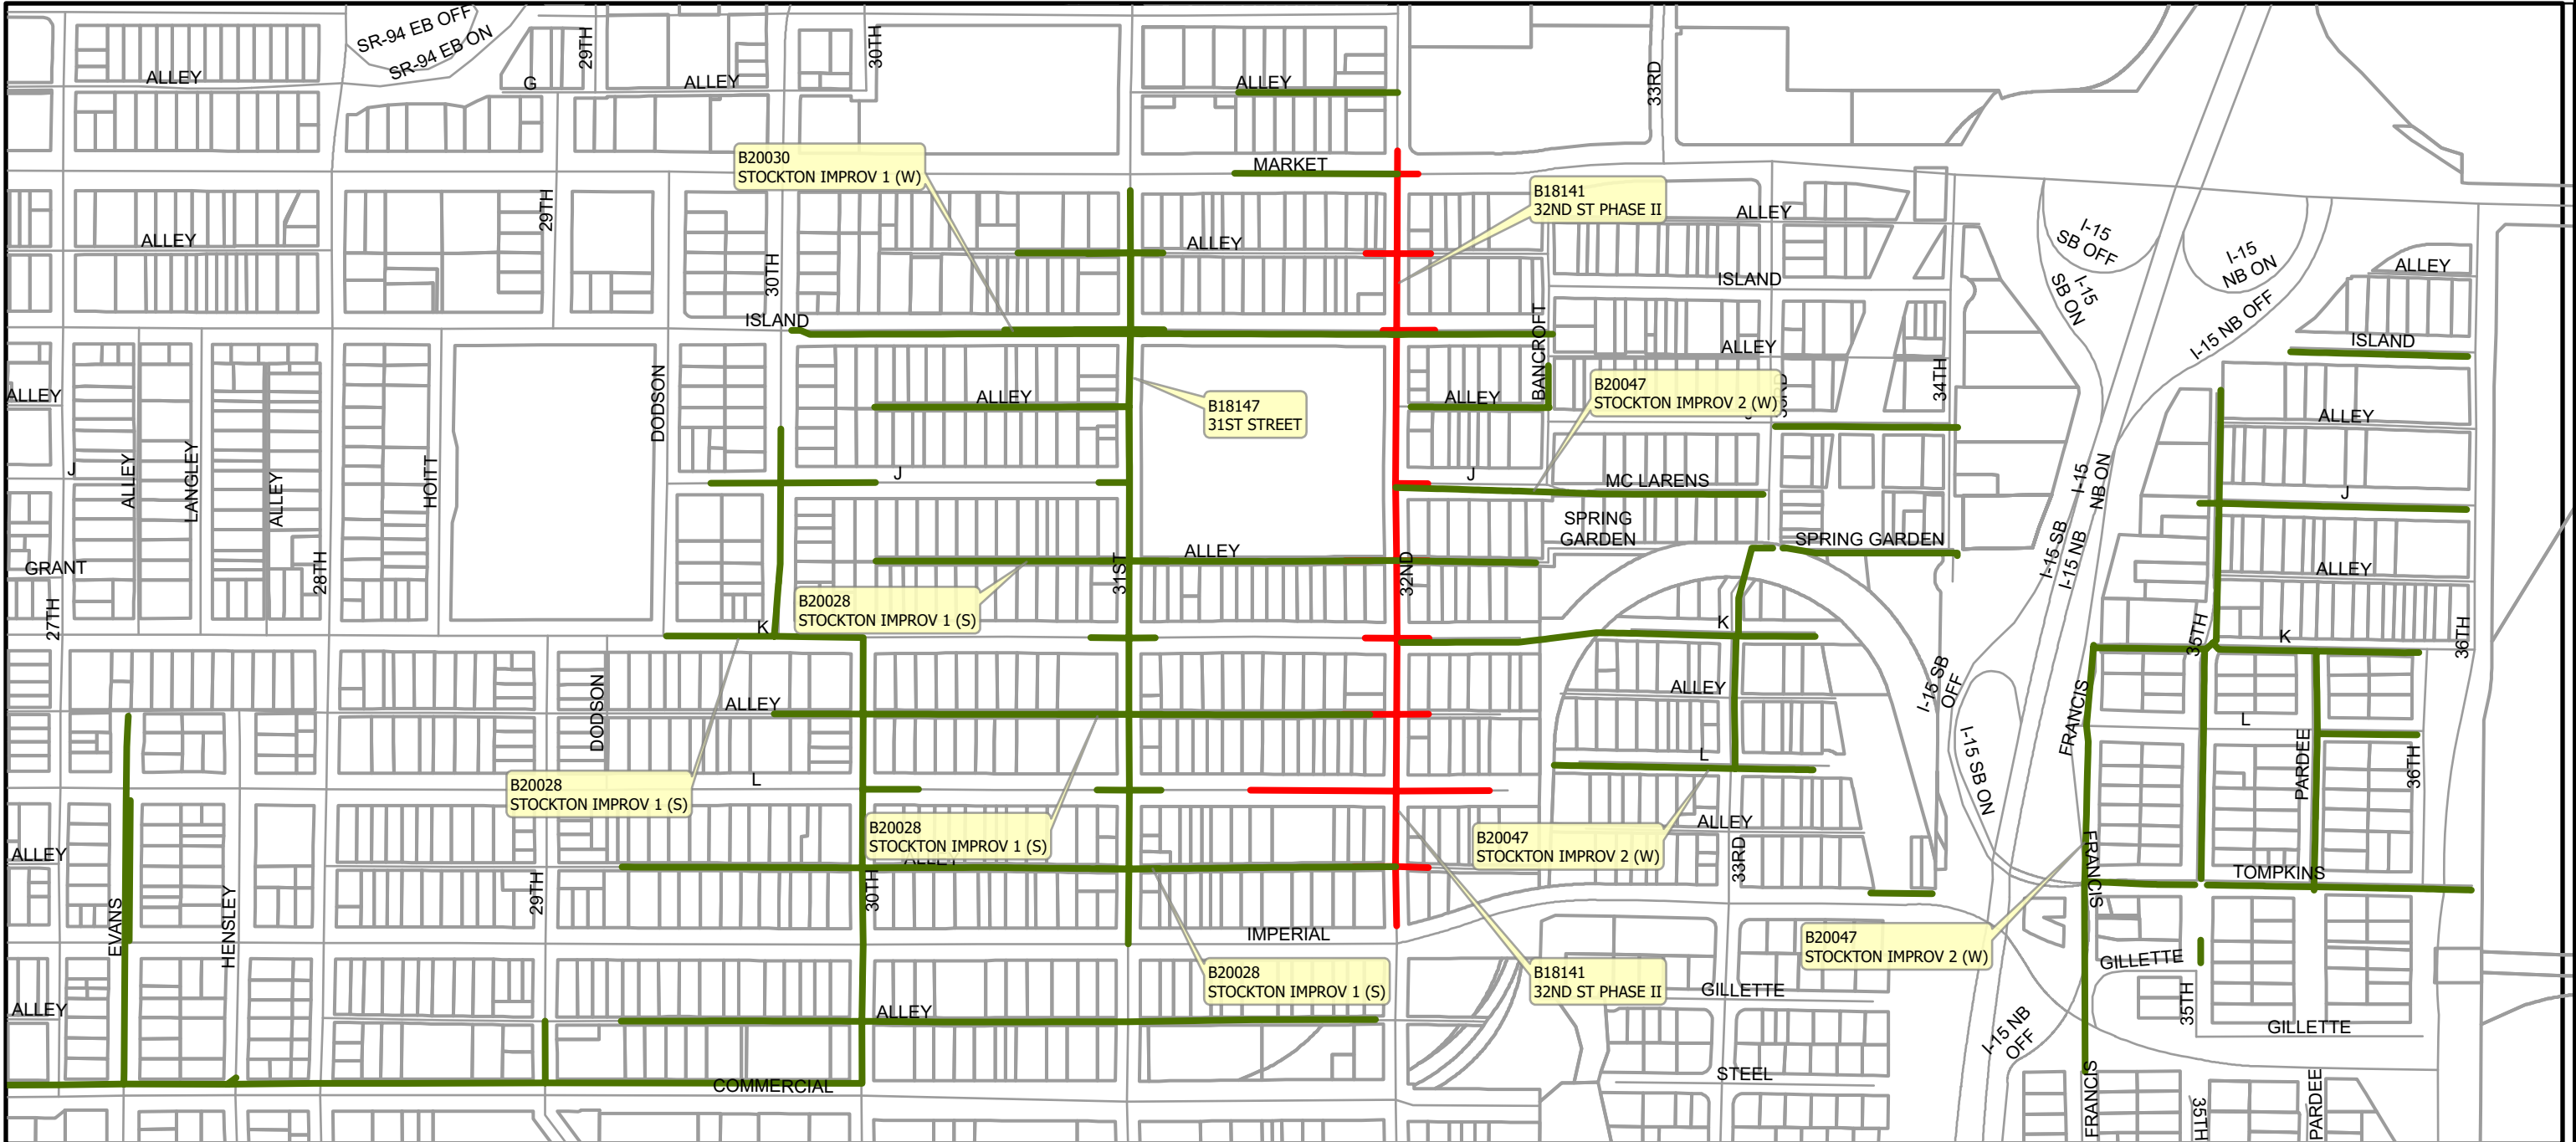 SR-94 EB OFF
SR-94 EB ON
29TH
30TH
33RD
ALLEY
G
ALLEY
ALLEY
B20030
STOCKTON IMPROV 1 (W)
MARKET
B18141
32ND ST PHASE II
29TH
ALLEY
ALLEY
ALLEY
I-15
SB OFF
I-15
NB ON
30TH
ISLAND
I-15
SB ON
ALLEY
ISLAND
BANCROFT
I-15 NB OFF
ISLAND
ALLEY
34TH
DODSON
ALLEY
ALLEY
ALLEY
B18147
31ST STREET
B20047
STOCKTON IMPROV 2 (W)
ALLEY
J
ALLEY
LANGLEY
ALLEY
HOITT
J
J
MC LARENS
I-15
NB ON
J
GRANT
28TH
ALLEY
31ST
32ND
SPRING
GARDEN
SPRING GARDEN
I-15 SB
I-15 NB
ALLEY
27TH
B20028
STOCKTON IMPROV 1 (S)
K
K
35TH
K
36TH
DODSON
ALLEY
ALLEY
I-15 SB
OFF
FRANCIS
L
B20028
STOCKTON IMPROV 1 (S)
L
L
I-15 SB ON
PARDEE
36TH
B20028
STOCKTON IMPROV 1 (S)
B20047
STOCKTON IMPROV 2 (W)
ALLEY
ALLEY
ALLEY
33RD
FRANCIS
TOMPKINS
EVANS
HENSLEY
29TH
30TH
IMPERIAL
B20047
STOCKTON IMPROV 2 (W)
GILLETTE
B20028
STOCKTON IMPROV 1 (S)
B18141
32ND ST PHASE II
GILLETTE
35TH
ALLEY
ALLEY
I-15 NB
OFF
GILLETTE
COMMERCIAL
STEEL
FRANCIS
35TH
PARDEE